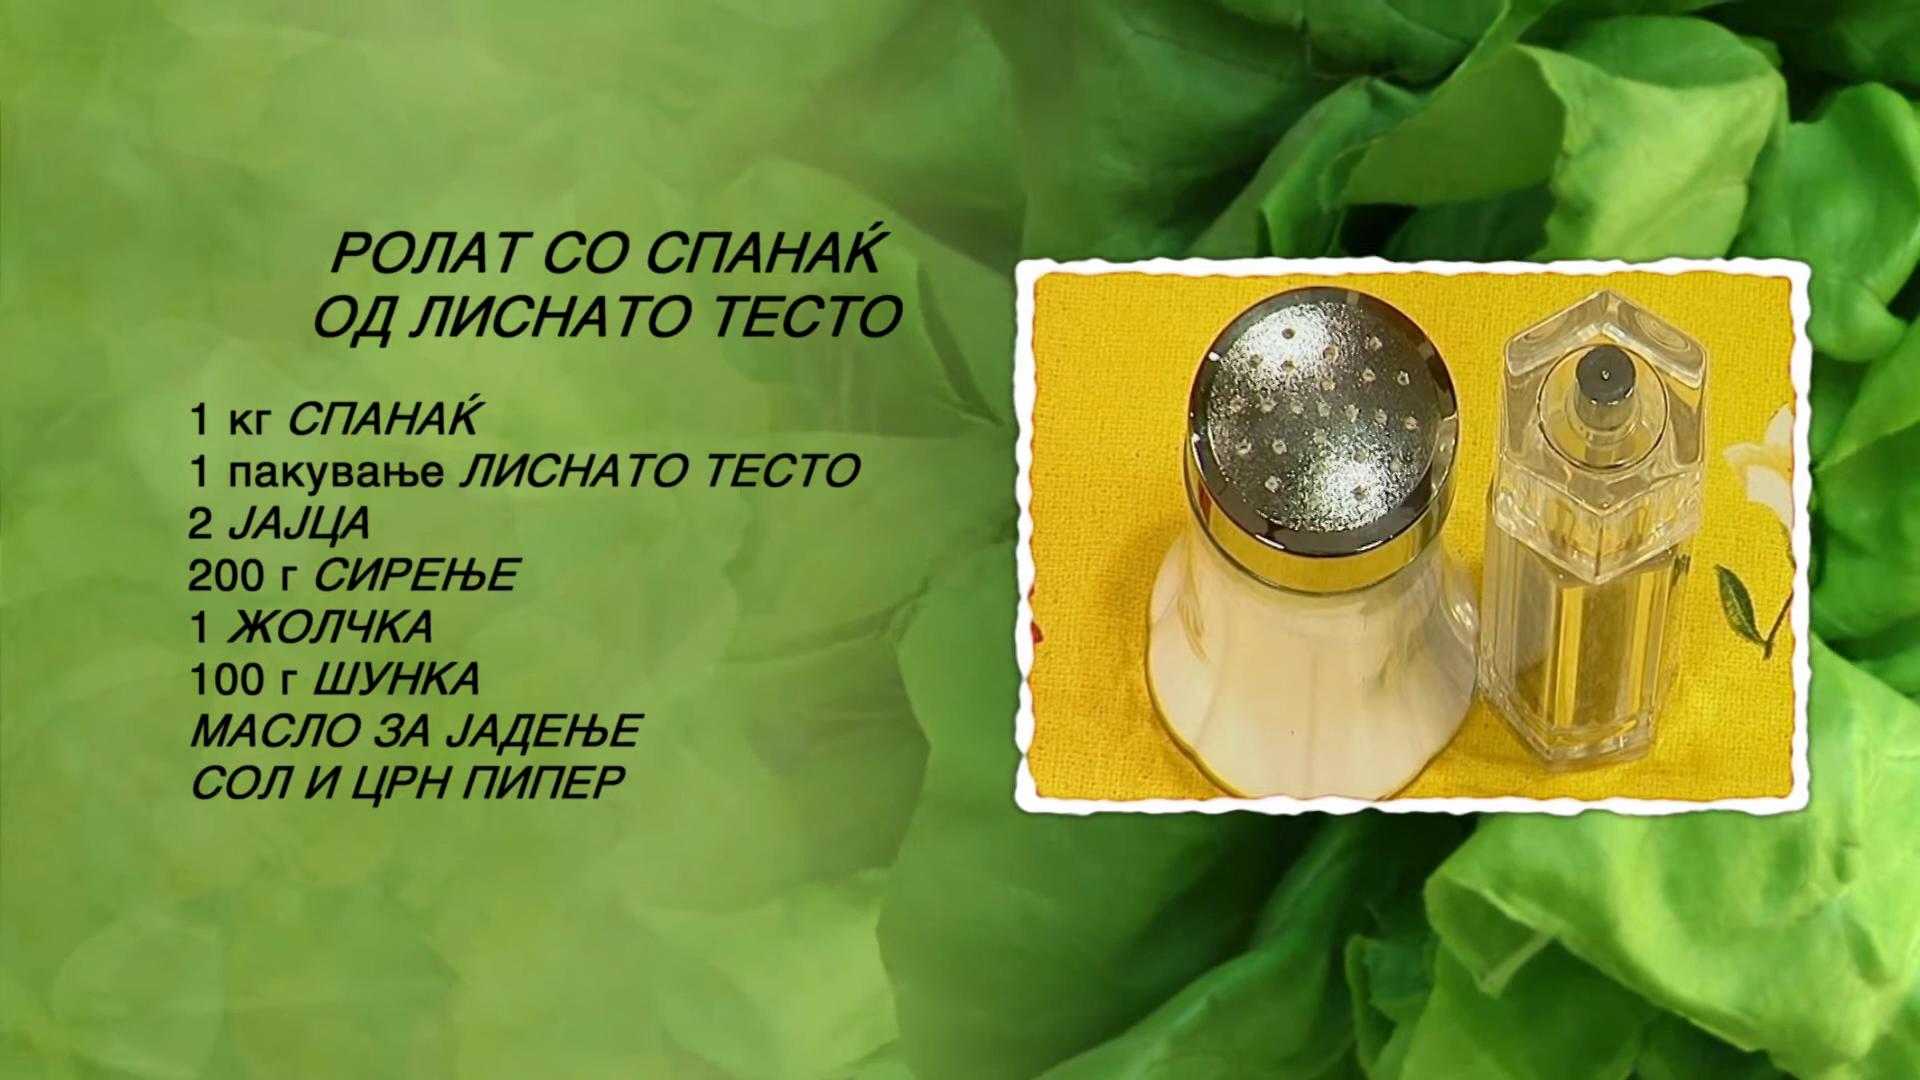 РОЛАТ СО СПАНАЌ
ОД ЛИСНАТО ТЕСТО
1 кг СПАНАЌ
1 пакување ЛИСНАТО ТЕСТО
2 ЈАЈЦА
200 г СИРЕЊЕ
1 ЖОЛЧКА
100 г ШУНКА
МАСЛО ЗА ЈАДЕЊЕ
СОЛ И ЦРН ПИПЕР